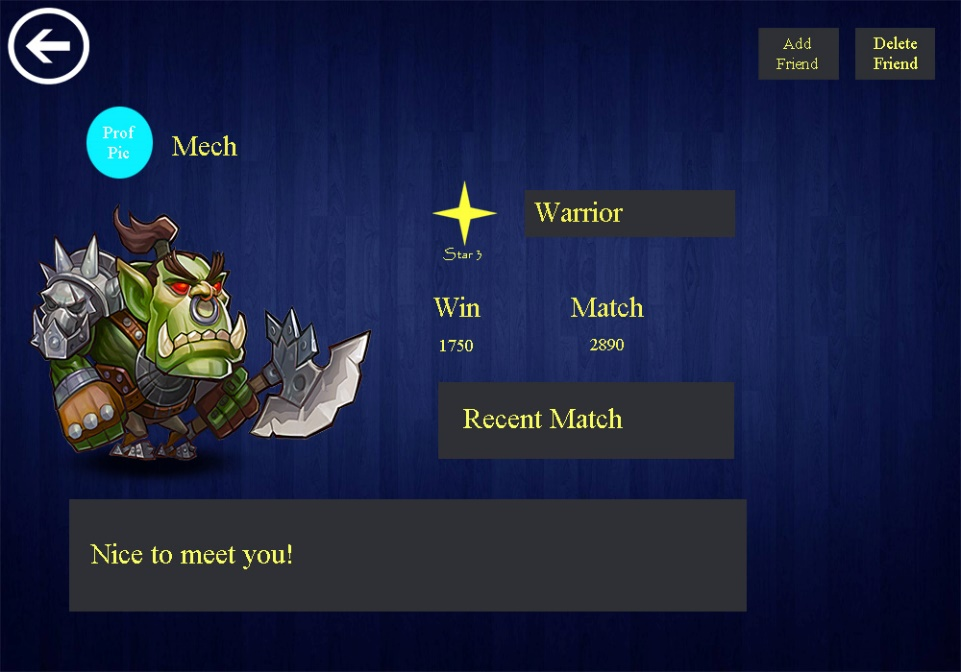 Add
Friend
Delete
Friend
Prof
Pic
Mech
Warrior
Star 3
Win
Match
1750
2890
Recent Match
Nice to meet you!